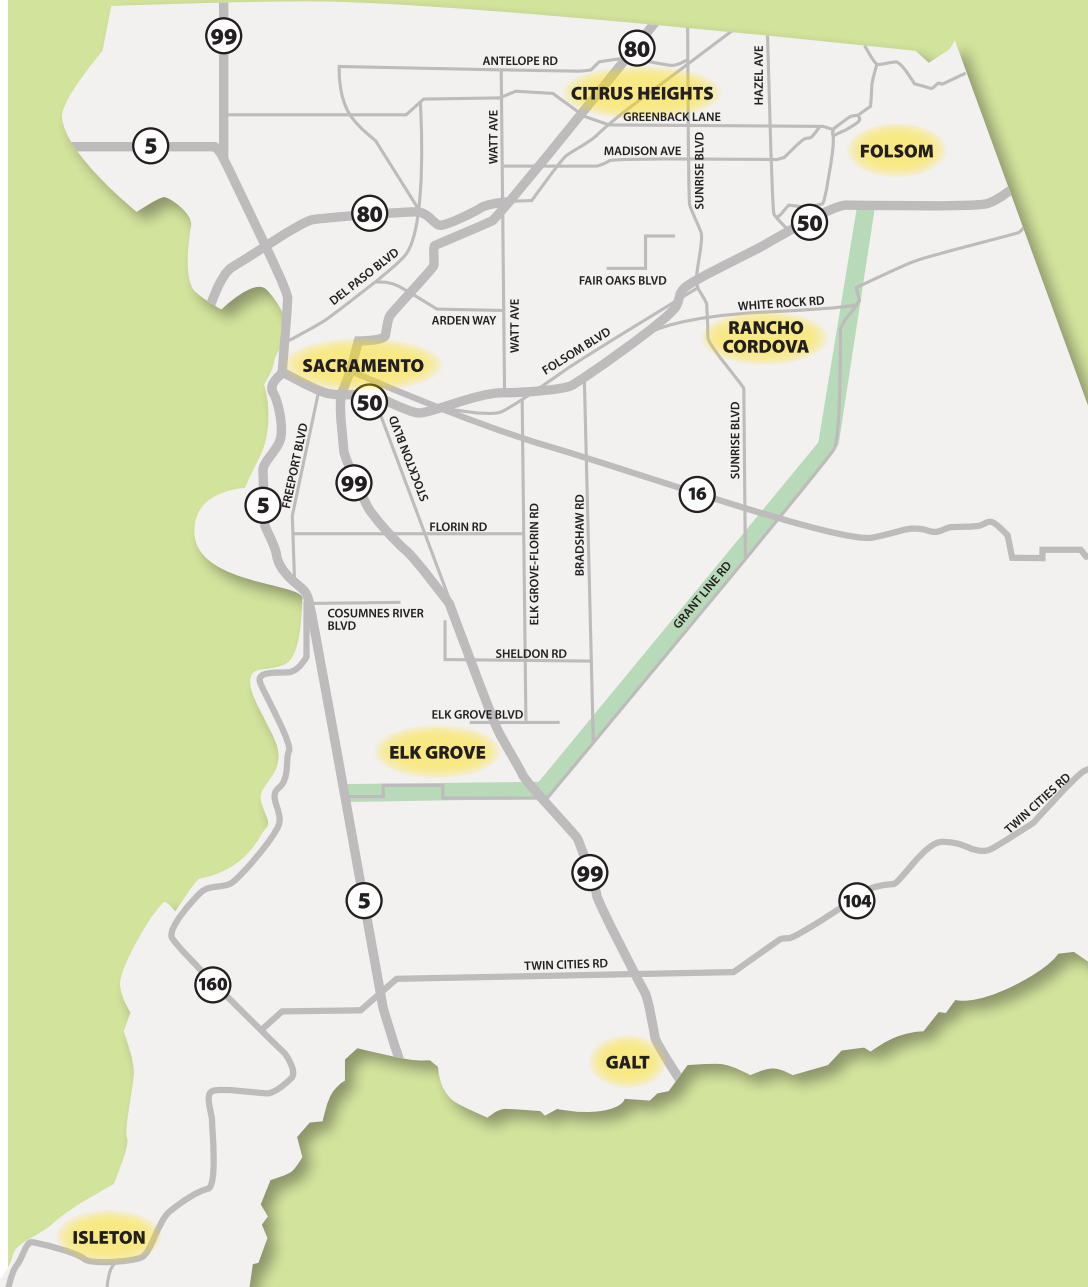 99
80
ANTELOPE RD
HAZEL AVE
CITRUS HEIGHTS
GREENBACK LANE
WATT AVE
5
MADISON AVE
SUNRISE BLVD
FOLSOM
80
50
DEL PASO BLVD
FAIR OAKS BLVD
WHITE ROCK RD
ARDEN WAY
WATT AVE
RANCHO
CORDOVA
FOLSOM BLVD
SACRAMENTO
50
SUNRISE BLVD
FREEPORT BLVD
STOCKTON BLVD
99
16
5
FLORIN RD
ELK GROVE-FLORIN RD
BRADSHAW RD
GRANT LINE RD
COSUMNES RIVER
BLVD
SHELDON RD
ELK GROVE BLVD
ELK GROVE
TWIN CITIES RD
99
5
104
TWIN CITIES RD
160
GALT
ISLETON